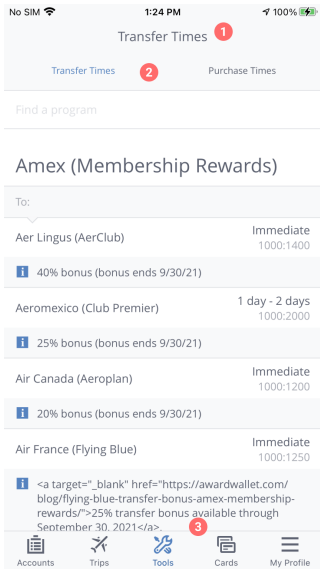 No SIM 1:24 PM 100%
Transfer Times 1
Transfer Times 2 Purchase Times
Find a program
Amex (Membership Rewards)
To:
Aer Lingus (AerClub) Immediate
1000:1400
i 40% bonus (bonus ends 9/30/21)
Aeromexico (Club Premier) 1 day - 2 days
1000:2000
i 25% bonus (bonus ends 9/30/21)
Air Canada (Aeroplan) Immediate
1000:1200
i 20% bonus (bonus ends 9/30/21)
Air France (Flying Blue) Immediate
1000:1250
i <a target="_blank" href="https://awardwallet.com/
blog/flying-blue-transfer-bonus-amex-membership-
rewards/">25% transfer bonus available through
September 30, 2021</a>.
3
Accounts Trips Tools Cards My Profile